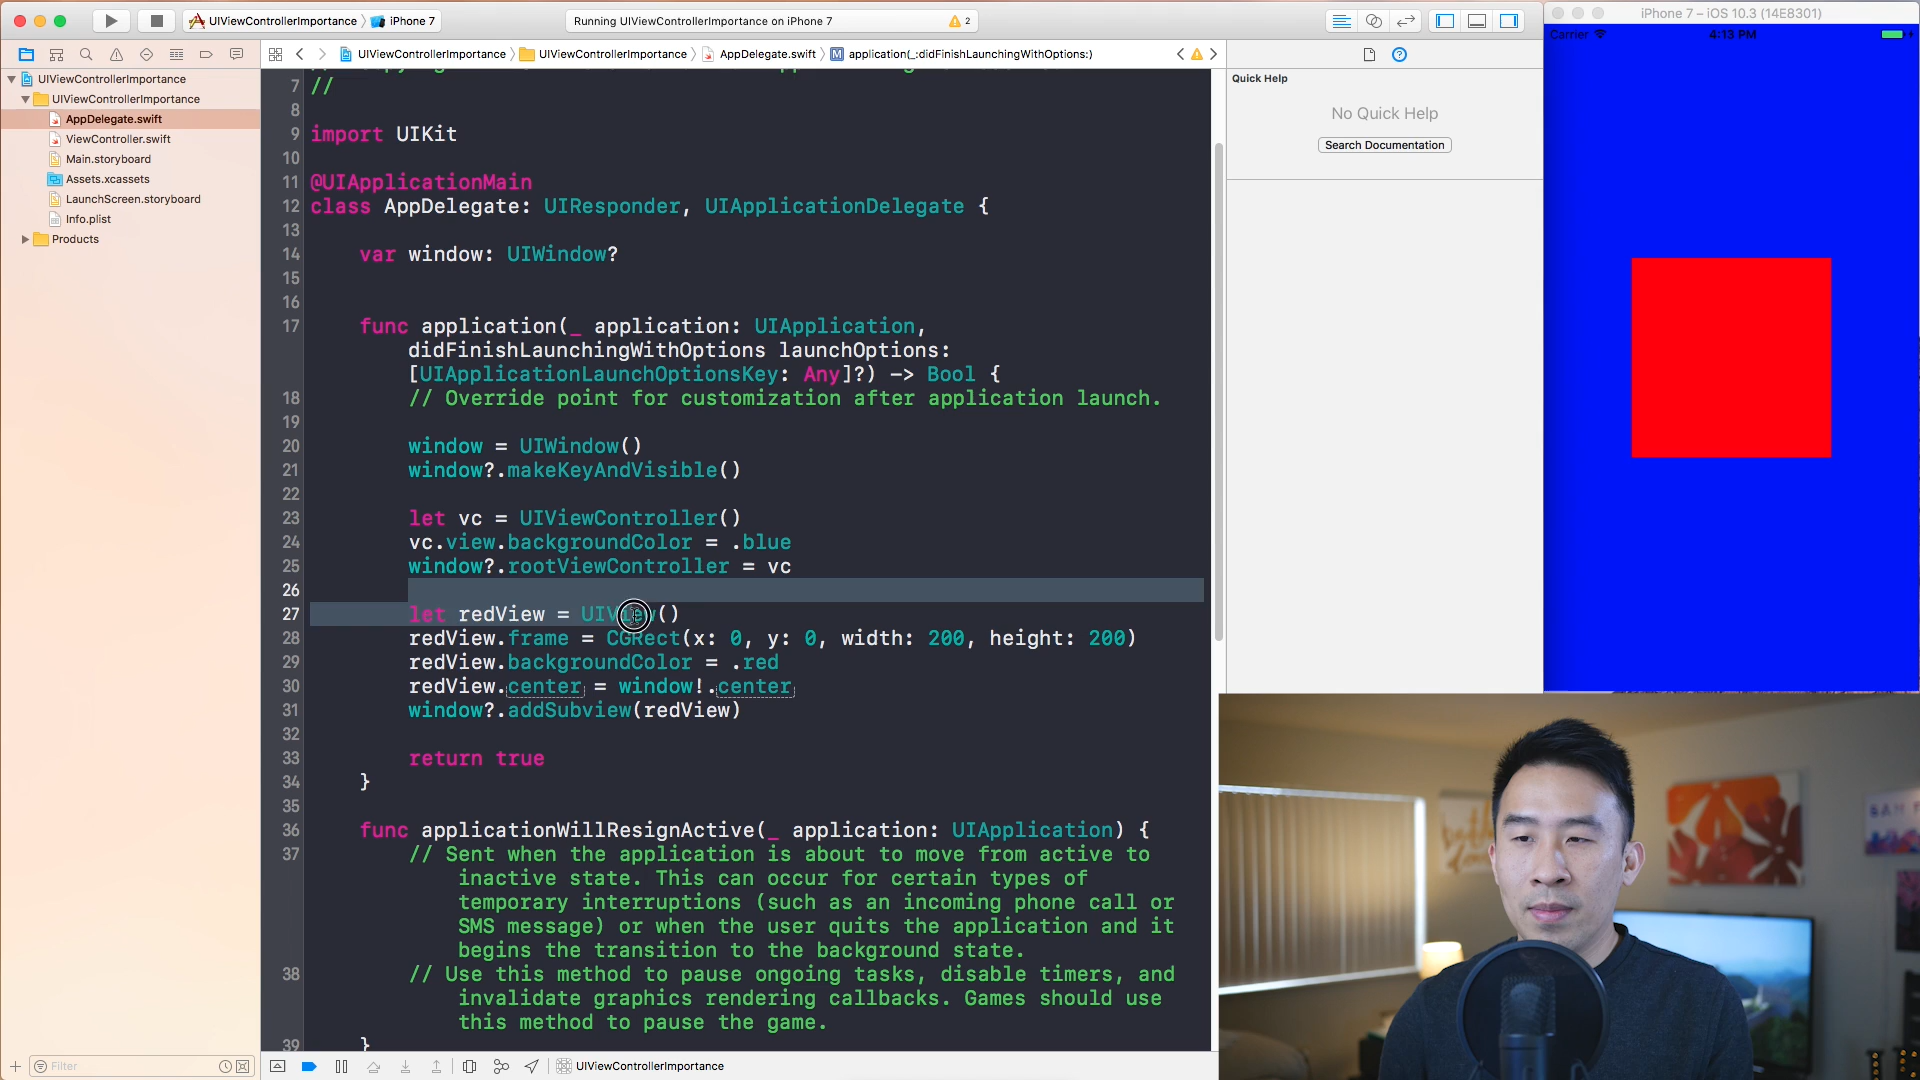 UIViewControllerImportance
iPhone 7
Running UIViewControllerImportance on iPhone 7
2
iPhone 7 – iOS 10.3 (14E8301)
Carrier
4:13 PM
UIViewControllerImportance
UIViewControllerImportance
AppDelegate.swift
application(_:didFinishLaunchingWithOptions:)
UIViewControllerImportance
UIViewControllerImportance
AppDelegate.swift
ViewController.swift
Main.storyboard
Assets.xcassets
LaunchScreen.storyboard
Info.plist
Products
Filter
7 //
8
9 import UIKit
10
11 @UIApplicationMain
12 class AppDelegate: UIResponder, UIApplicationDelegate {
13
14 var window: UIWindow?
15
16
17 func application(_ application: UIApplication,
didFinishLaunchingWithOptions launchOptions:
[UIApplicationLaunchOptionsKey: Any]?) -> Bool {
18 // Override point for customization after application launch.
19
20 window = UIWindow()
21 window?.makeKeyAndVisible()
22
23 let vc = UIViewController()
24 vc.view.backgroundColor = .blue
25 window?.rootViewController = vc
26
27 let redView = UIView()
28 redView.frame = CGRect(x: 0, y: 0, width: 200, height: 200)
29 redView.backgroundColor = .red
30 redView.center = window!.center
31 window?.addSubview(redView)
32
33 return true
34 }
35
36 func applicationWillResignActive(_ application: UIApplication) {
37 // Sent when the application is about to move from active to
inactive state. This can occur for certain types of
temporary interruptions (such as an incoming phone call or
SMS message) or when the user quits the application and it
begins the transition to the background state.
38 // Use this method to pause ongoing tasks, disable timers, and
invalidate graphics rendering callbacks. Games should use
this method to pause the game.
39 }
UIViewControllerImportance
Quick Help
No Quick Help
Search Documentation